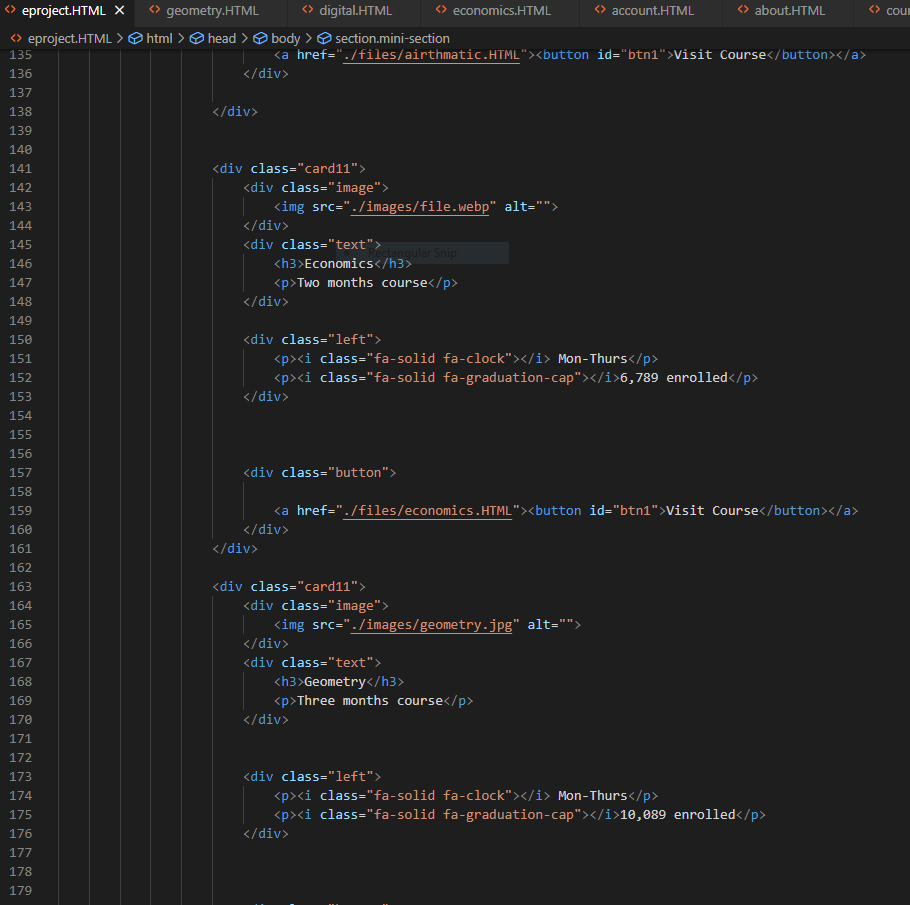 <> eproject.HTML × <> geometry.HTML <> digital.HTML <> economics.HTML <> account.HTML <> about.HTML <>
<> eproject.HTML > html > head > body > section.mini-section
135 <a href="./files/airthmatic.HTML"><button id="btn1">Visit Course</button></a>
136 </div>
137
138 </div>
139
140
141 <div class="card11">
142 <div class="image">
143 <img src="./images/file.webp" alt="">
144 </div>
145 <div class="text">
Rectangular Snip
146 <h3>Economics</h3>
147 <p>Two months course</p>
148 </div>
149
150 <div class="left">
151 <p><i class="fa-solid fa-clock"></i> Mon-Thurs</p>
152 <p><i class="fa-solid fa-graduation-cap"></i>6,789 enrolled</p>
153 </div>
154
155
156
157 <div class="button">
158
159 <a href="./files/economics.HTML"><button id="btn1">Visit Course</button></a>
160 </div>
161 </div>
162
163 <div class="card11">
164 <div class="image">
165 <img src="./images/geometry.jpg" alt="">
166 </div>
167 <div class="text">
168 <h3>Geometry</h3>
169 <p>Three months course</p>
170 </div>
171
172
173 <div class="left">
174 <p><i class="fa-solid fa-clock"></i> Mon-Thurs</p>
175 <p><i class="fa-solid fa-graduation-cap"></i>10,089 enrolled</p>
176 </div>
177
178
179